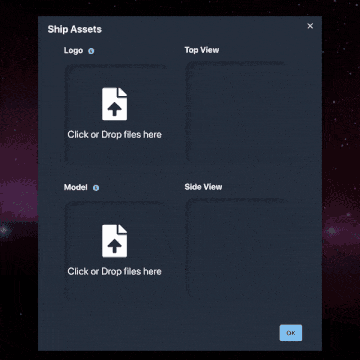 Ship Assets
Logo
Top View
Click or Drop files here
Model
Side View
Click or Drop files here
OK